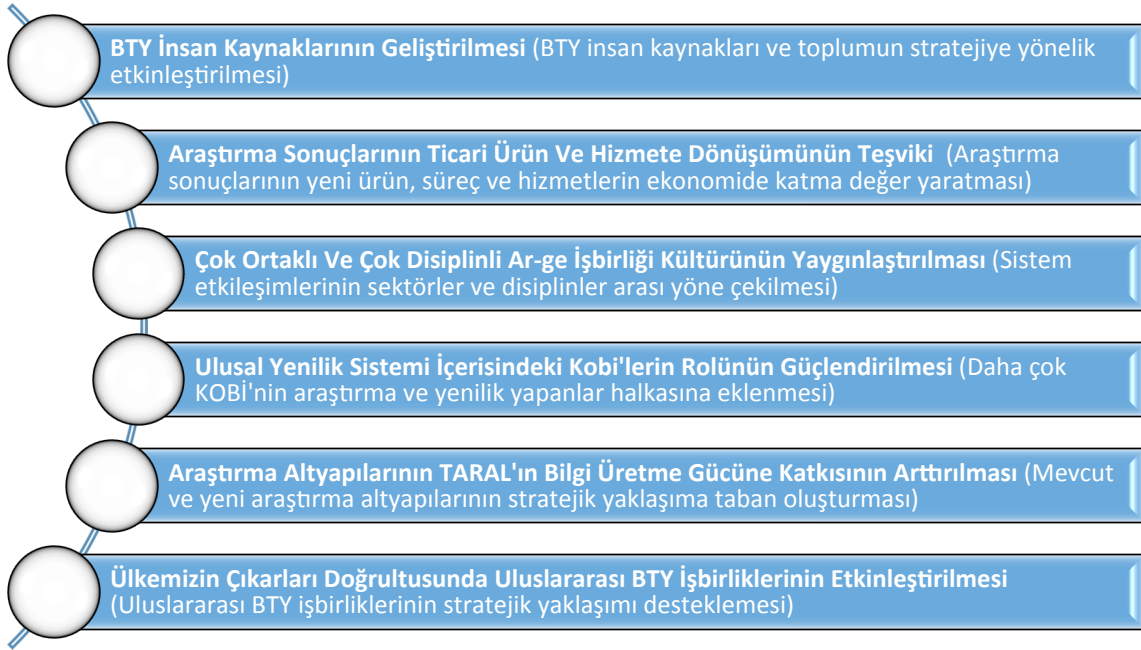 BTY İnsan Kaynaklarının Geliştirilmesi (BTY insan kaynakları ve toplumun stratejiye yönelik
etkinleştirilmesi)
Araştırma Sonuçlarının Ticari Ürün Ve Hizmete Dönüşümünün Teşviki (Araştırma
sonuçlarının yeni ürün, süreç ve hizmetlerin ekonomide katma değer yaratması)
Çok Ortaklı Ve Çok Disiplinli Ar-ge İşbirliği Kültürünün Yaygınlaştırılması (Sistem
etkileşimlerinin sektörler ve disiplinler arası yöne çekilmesi)
Ulusal Yenilik Sistemi İçerisindeki Kobi'lerin Rolünün Güçlendirilmesi (Daha çok
KOBİ'nin araştırma ve yenilik yapanlar halkasına eklenmesi)
Araştırma Altyapılarının TARAL'ın Bilgi Üretme Gücüne Katkısının Arttırılması (Mevcut
ve yeni araştırma altyapılarının stratejik yaklaşıma taban oluşturması)
Ülkemizin Çıkarları Doğrultusunda Uluslararası BTY İşbirliklerinin Etkinleştirilmesi
(Uluslararası BTY işbirliklerinin stratejik yaklaşımı desteklemesi)